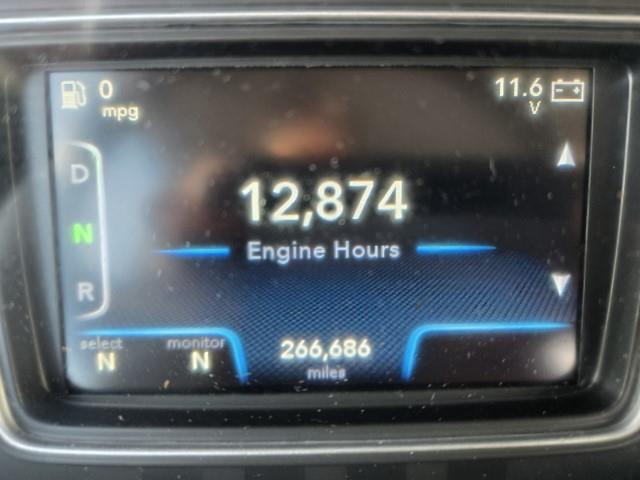 0
mpg
11.6
V
D
N
R
12,874
Engine Hours
select
N
monitor
N
266,686
miles